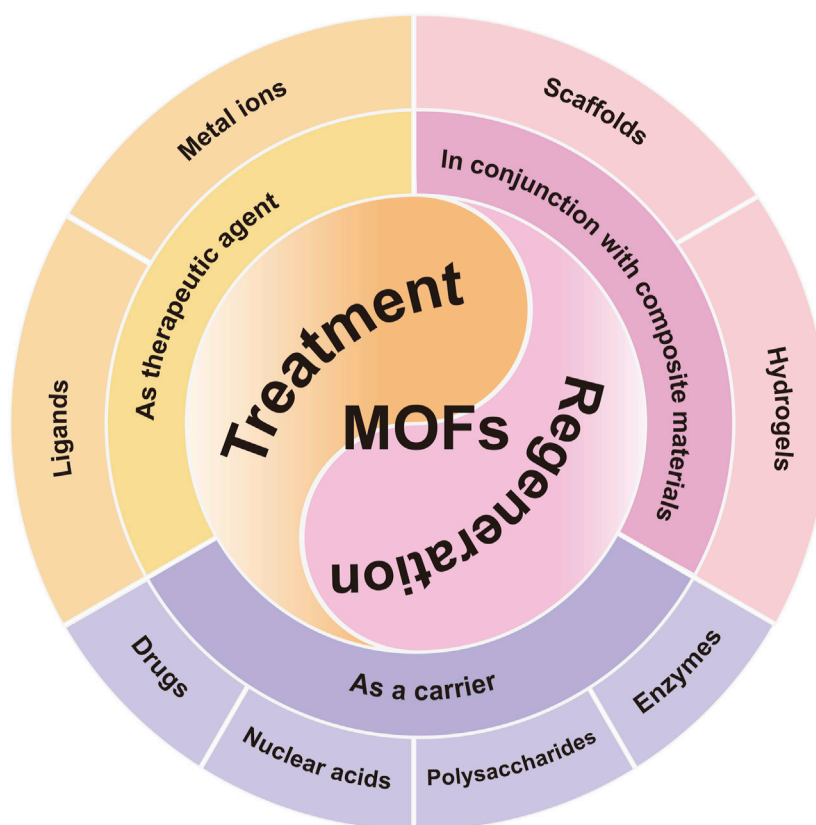 Metal ions
Scaffolds
As therapeutic agent
In conjunction with composite materials
Ligands
Hydrogels
Treatment
MOFs
Regeneration
As a carrier
Drugs
Nuclear acids
Polysaccharides
Enzymes